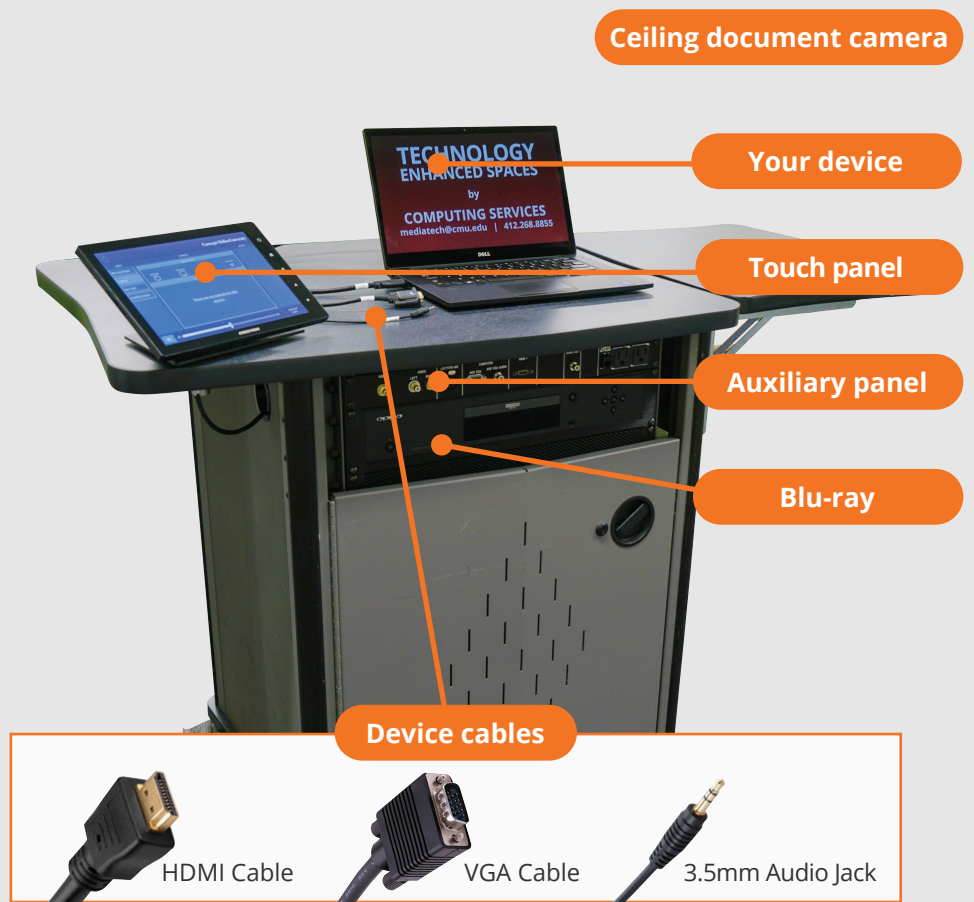 Ceiling document camera
TECHNOLOGY
ENHANCED SPACES
by
COMPUTING SERVICES
mediatech@cmu.edu | 412.268.8855
DELL
Your device
Touch panel
Auxiliary panel
Blu-ray
Device cables
HDMI Cable
VGA Cable
3.5mm Audio Jack